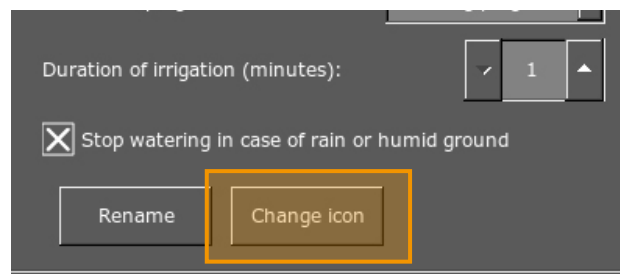 Duration of irrigation (minutes): 1
Stop watering in case of rain or humid ground
Rename Change icon